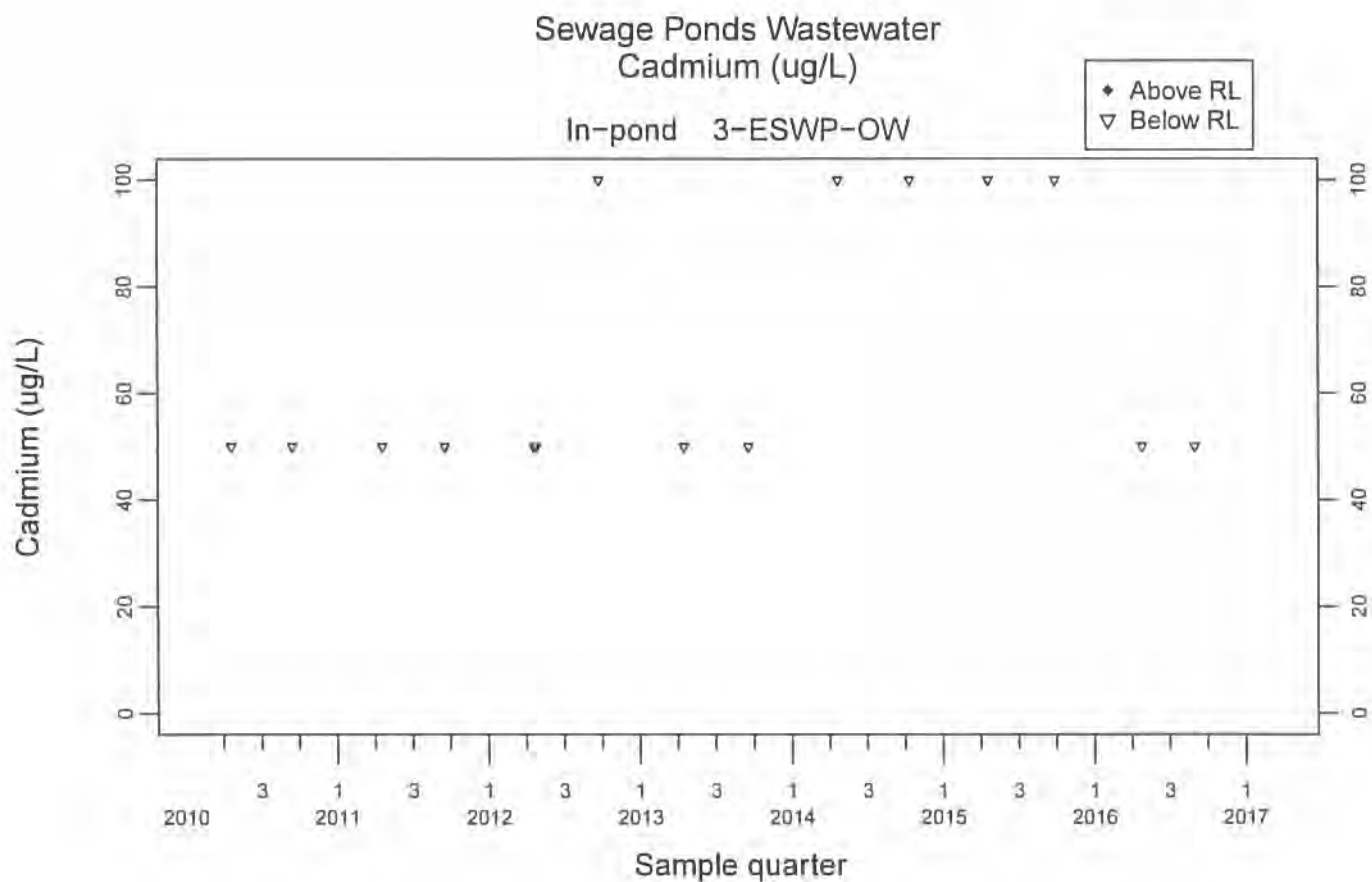 Sewage Ponds Wastewater
Cadmium (ug/L)
In-pond 3-ESWP-OW
◆ Above RL
▽ Below RL
Cadmium (ug/L)
100
80
60
40
20
0
100
80
60
40
20
0
3 1 3 1 3 1 3 1 3 1 3 1 3 1
2010 2011 2012 2013 2014 2015 2016 2017
Sample quarter